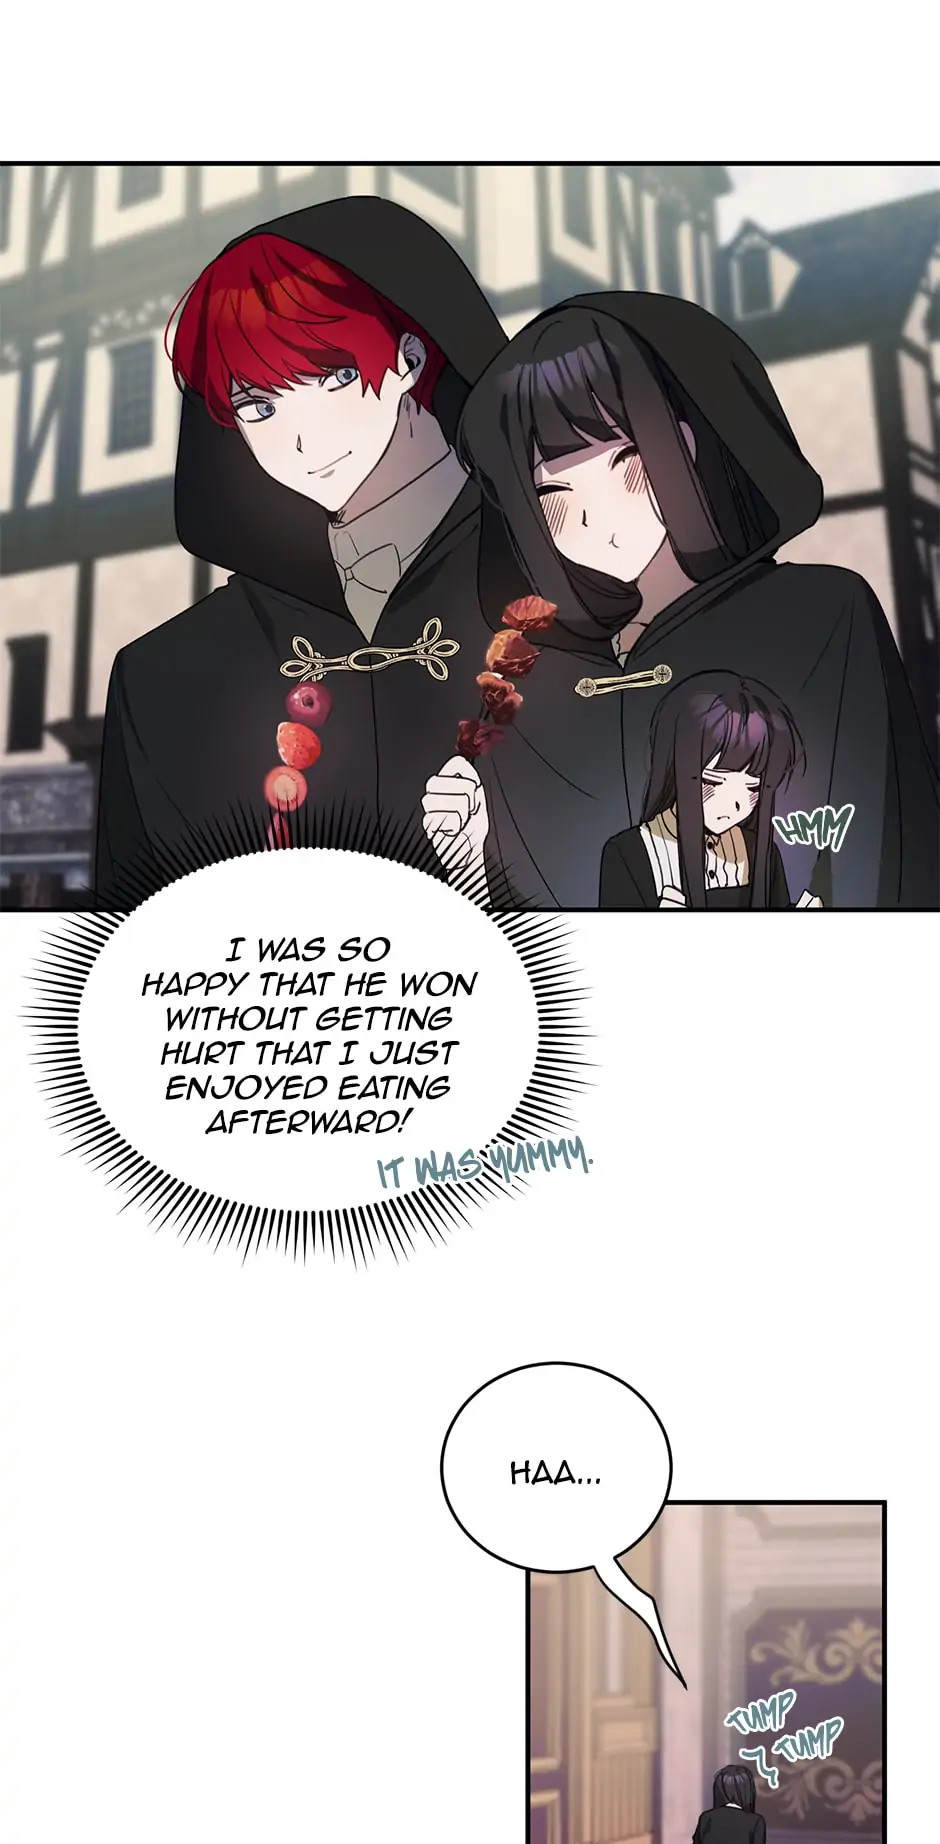 HMM
I WAS SO
HAPPY THAT HE WON
WITHOUT GETTING
HURT THAT I JUST
ENJOYED EATING
AFTERWARD!
IT WAS YUMMY.
HAA...
TUMP
TUMP